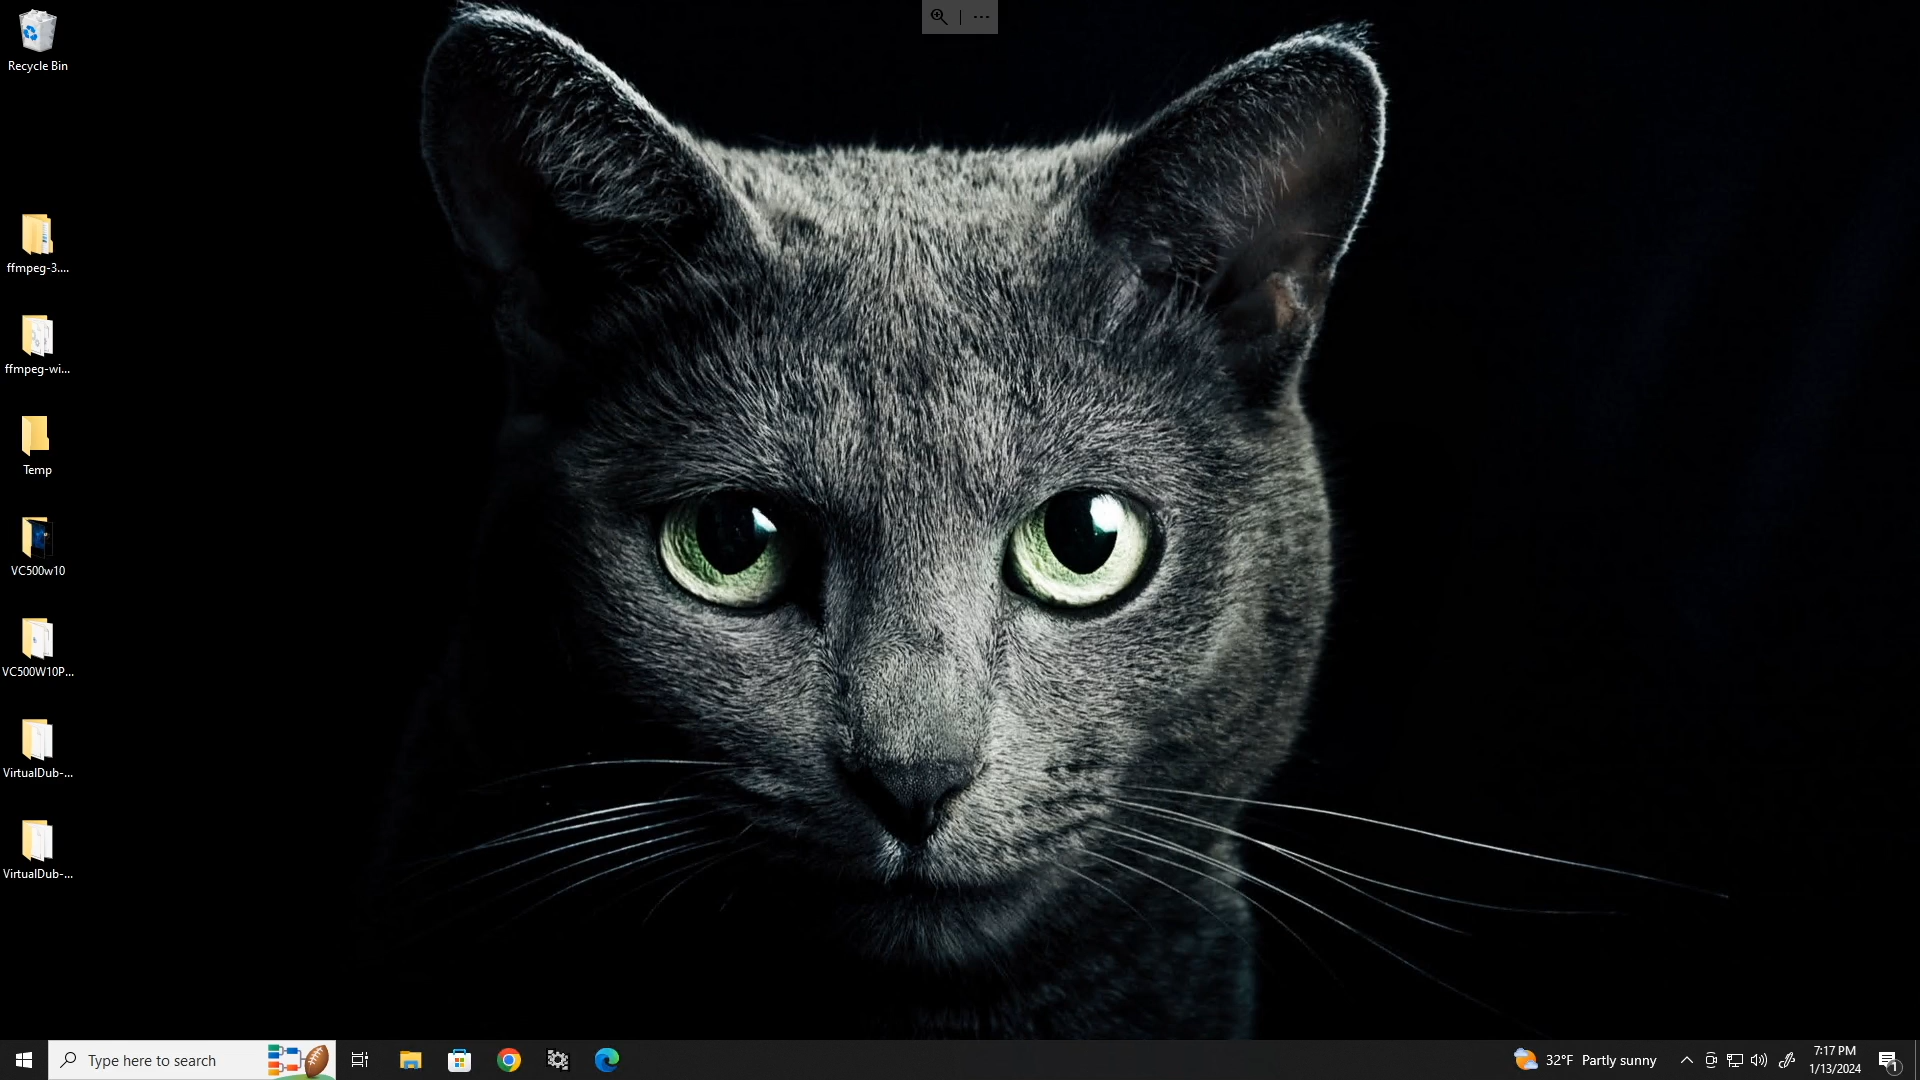 Recycle Bin
ffmpeg-3....
ffmpeg-wi...
Temp
VC500w10
VC500W10P...
VirtualDub-...
VirtualDub-...
Type here to search
32°F Partly sunny
7:17 PM
1/13/2024
1